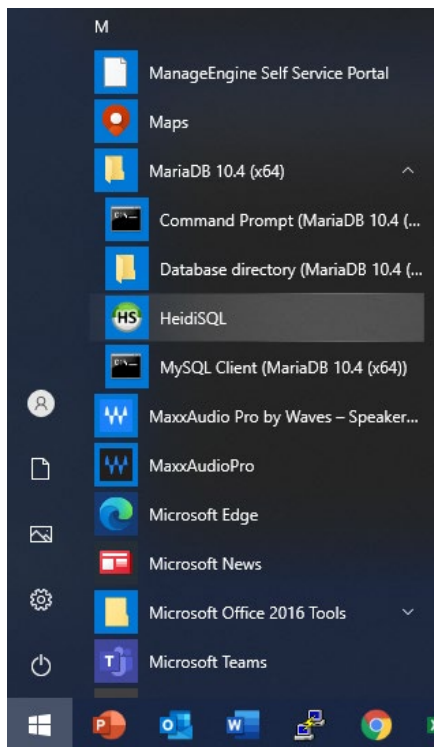 M
ManageEngine Self Service Portal
Maps
MariaDB 10.4 (x64)
Command Prompt (MariaDB 10.4 (...
Database directory (MariaDB 10.4 (...
HS HeidiSQL
MySQL Client (MariaDB 10.4 (x64))
MaxxAudio Pro by Waves – Speaker...
MaxxAudioPro
Microsoft Edge
Microsoft News
Microsoft Office 2016 Tools
Microsoft Teams